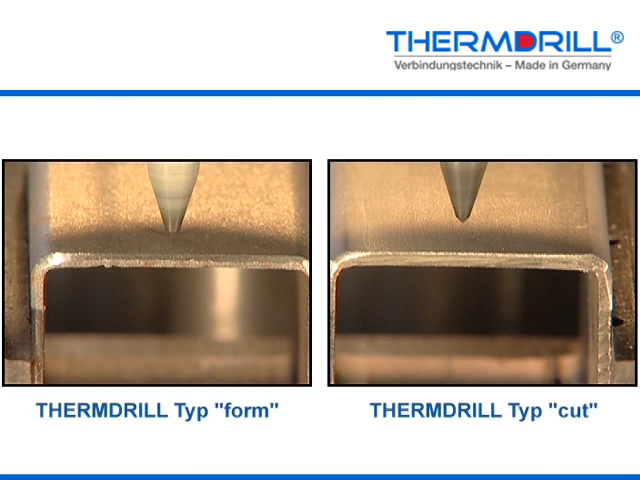 THERMDRILL®
Verbindungstechnik – Made in Germany
THERMDRILL Typ "form"
THERMDRILL Typ "cut"